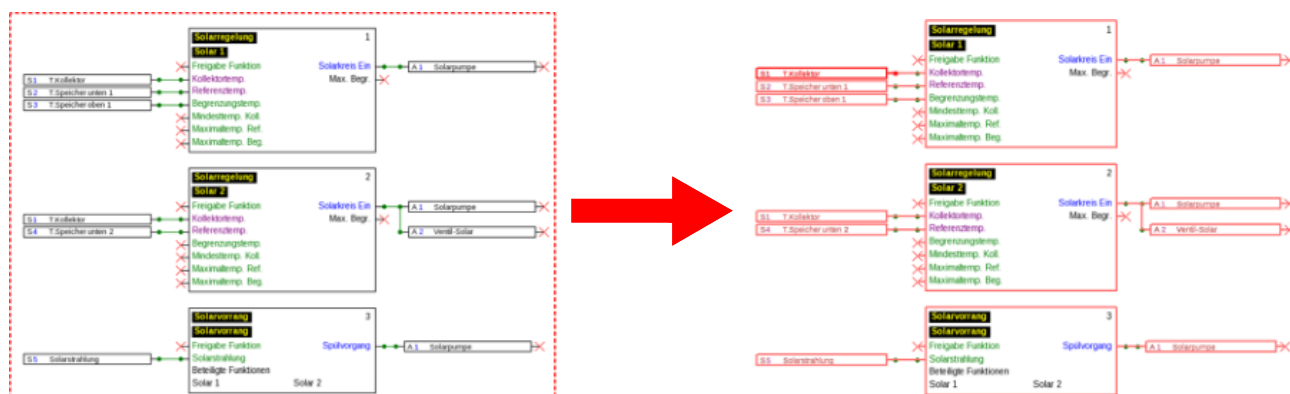 Solarregelung 1
Solar 1
Freigabe Funktion Solarkreis Ein A 1 Solarpumpe
S1 T.Kollektor Kollektortemp. Max. Begr.
S2 T.Speicher unten 1 Referenztemp.
S3 T.Speicher oben 1 Begrenzungstemp.
Mindesttemp. Koll.
Maximaltemp. Ref.
Maximaltemp. Beg.
Solarregelung 2
Solar 2
Freigabe Funktion Solarkreis Ein A 1 Solarpumpe
S1 T.Kollektor Kollektortemp. Max. Begr.
S4 T.Speicher unten 2 Referenztemp. A 2 Ventil-Solar
Begrenzungstemp.
Mindesttemp. Koll.
Maximaltemp. Ref.
Maximaltemp. Beg.
Solarvorrang 3
Solarvorrang
Freigabe Funktion Spülvorgang A 1 Solarpumpe
S5 Solarstrahlung Solarstrahlung
Beteiligte Funktionen
Solar 1 Solar 2
Solarregelung 1
Solar 1
Freigabe Funktion Solarkreis Ein A 1 Solarpumpe
S1 T.Kollektor Kollektortemp. Max. Begr.
S2 T.Speicher unten 1 Referenztemp.
S3 T.Speicher oben 1 Begrenzungstemp.
Mindesttemp. Koll.
Maximaltemp. Ref.
Maximaltemp. Beg.
Solarregelung 2
Solar 2
Freigabe Funktion Solarkreis Ein A 1 Solarpumpe
S1 T.Kollektor Kollektortemp. Max. Begr.
S4 T.Speicher unten 2 Referenztemp. A 2 Ventil-Solar
Begrenzungstemp.
Mindesttemp. Koll.
Maximaltemp. Ref.
Maximaltemp. Beg.
Solarvorrang 3
Solarvorrang
Freigabe Funktion Spülvorgang A 1 Solarpumpe
S5 Solarstrahlung Solarstrahlung
Beteiligte Funktionen
Solar 1 Solar 2